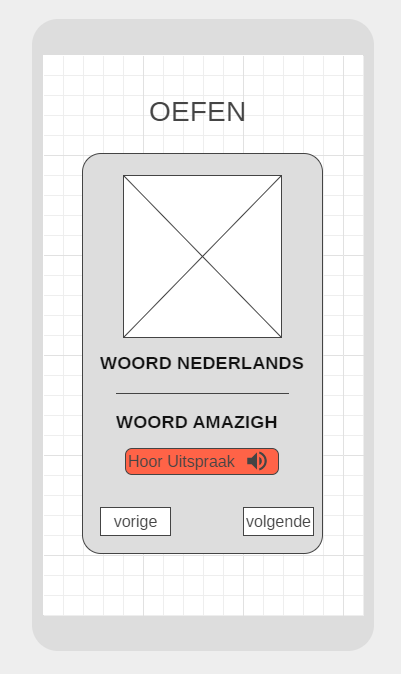 OEFEN
WOORD NEDERLANDS
WOORD AMAZIGH
Hoor Uitspraak
vorige
volgende